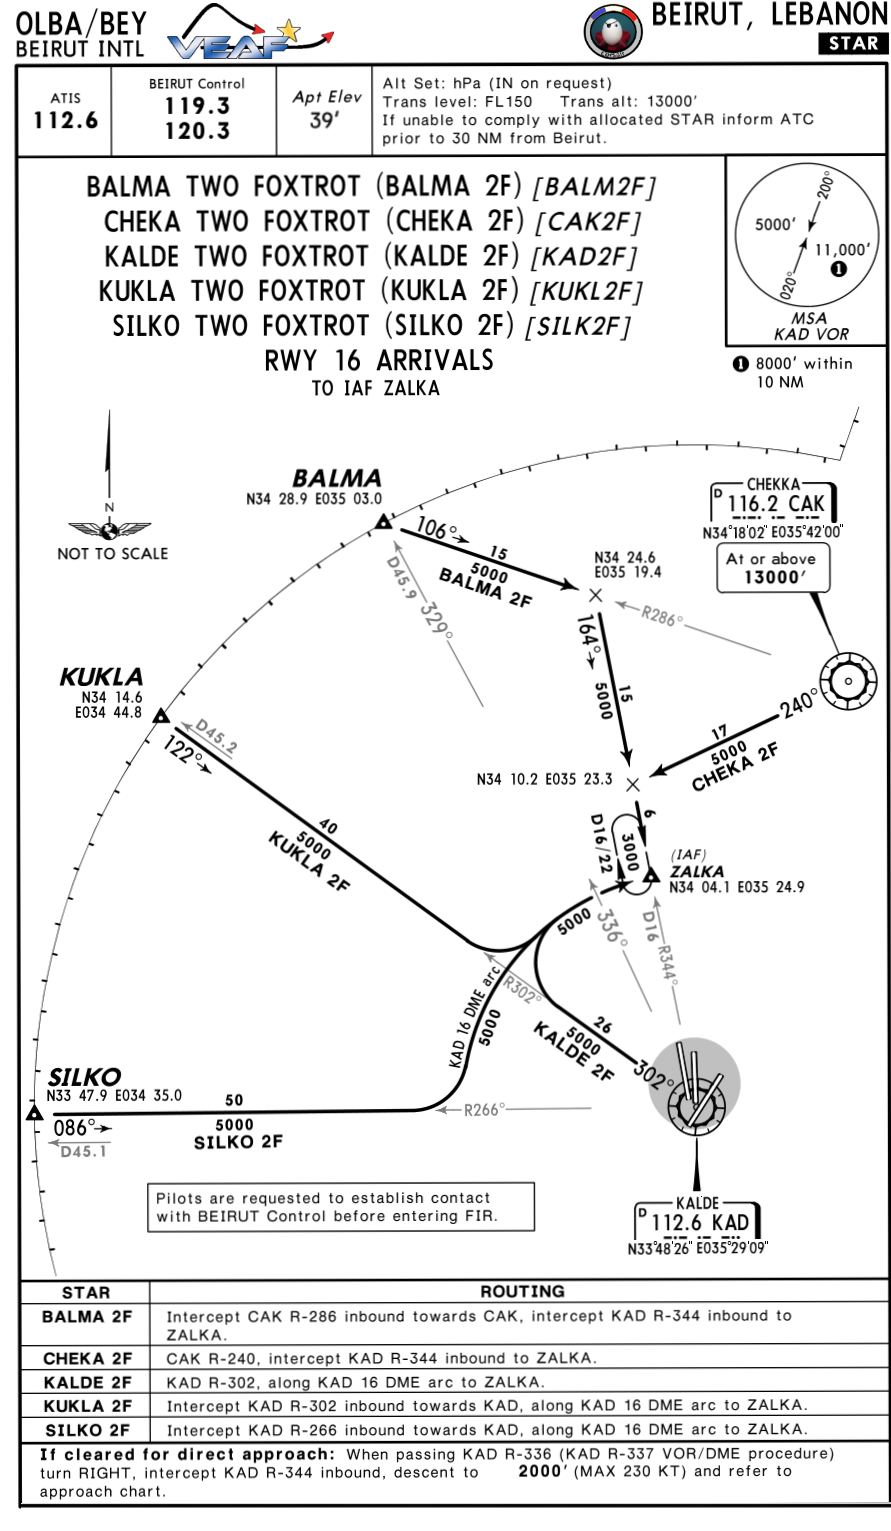 OLBA/BEY
BEIRUT INTL
VEAF
BEIRUT, LEBANON
STAR
ATIS
112.6
BEIRUT Control
119.3
120.3
Apt Elev
39'
Alt Set: hPa (IN on request)
Trans level: FL150 Trans alt: 13000'
If unable to comply with allocated STAR inform ATC
prior to 30 NM from Beirut.
BALMA TWO FOXTROT (BALMA 2F) [BALM2F]
CHEKA TWO FOXTROT (CHEKA 2F) [CAK2F]
KALDE TWO FOXTROT (KALDE 2F) [KAD2F]
KUKLA TWO FOXTROT (KUKLA 2F) [KUKL2F]
SILKO TWO FOXTROT (SILKO 2F) [SILK2F]
RWY 16 ARRIVALS
TO IAF ZALKA
200°
5000'
11,000'
1
020°
MSA
KAD VOR
1 8000' within
10 NM
N
NOT TO SCALE
BALMA
N34 28.9 E035 03.0
106°
15
5000
BALMA 2F
D45.9
329°
N34 24.6
E035 19.4
R286°
CHEKKA
D 116.2 CAK
N34°18'02" E035°42'00"
At or above
13000'
164°
15
5000
240°
17
5000
CHEKA 2F
KUKLA
N34 14.6
E034 44.8
D45.2
122°
40
5000
KUKLA 2F
N34 10.2 E035 23.3
6
D16/22
3000
(IAF)
ZALKA
N34 04.1 E035 24.9
5000
336°
D16 R344°
R302°
KAD 16 DME arc
5000
26
5000
KALDE 2F
302°
SILKO
N33 47.9 E034 35.0
086°
D45.1
50
5000
SILKO 2F
R266°
KALDE
D 112.6 KAD
N33°48'26" E035°29'09"
Pilots are requested to establish contact
with BEIRUT Control before entering FIR.
STAR ROUTING
BALMA 2F Intercept CAK R-286 inbound towards CAK, intercept KAD R-344 inbound to
ZALKA.
CHEKA 2F CAK R-240, intercept KAD R-344 inbound to ZALKA.
KALDE 2F KAD R-302, along KAD 16 DME arc to ZALKA.
KUKLA 2F Intercept KAD R-302 inbound towards KAD, along KAD 16 DME arc to ZALKA.
SILKO 2F Intercept KAD R-266 inbound towards KAD, along KAD 16 DME arc to ZALKA.
If cleared for direct approach: When passing KAD R-336 (KAD R-337 VOR/DME procedure)
turn RIGHT, intercept KAD R-344 inbound, descent to 2000' (MAX 230 KT) and refer to
approach chart.